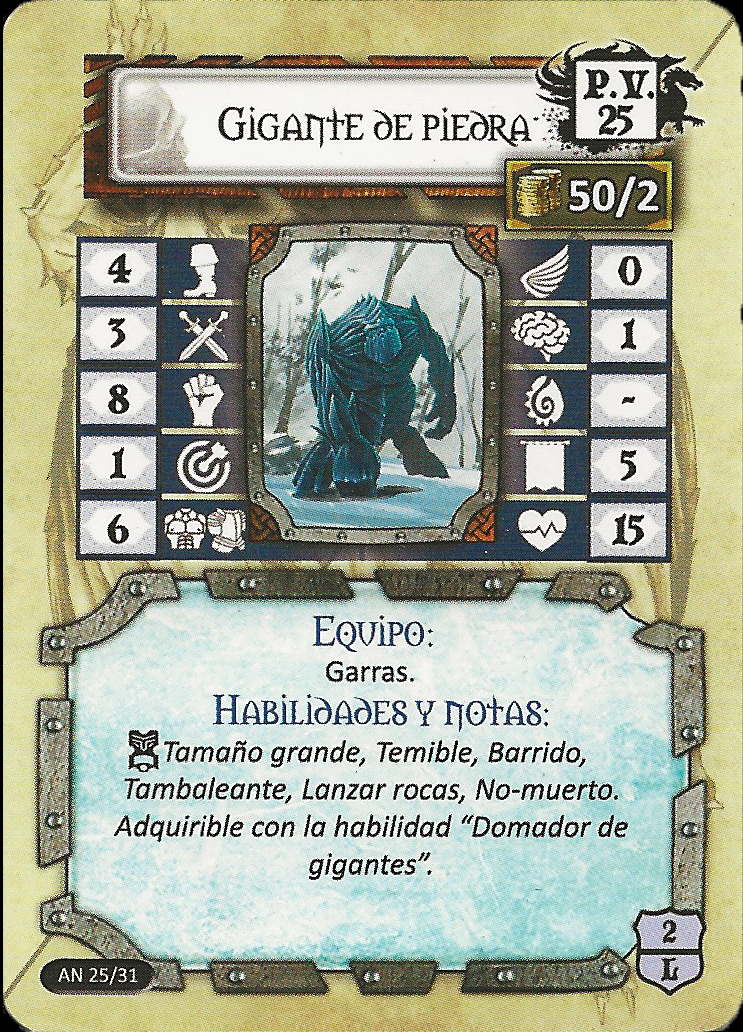 Gigante de piedra
P.V.
25
50/2
4
0
3
1
8
-
1
5
6
15
Equipo:
Garras.
Habilidades y notas:
Tamaño grande, Temible, Barrido,
Tambaleante, Lanzar rocas, No-muerto.
Adquirible con la habilidad “Domador de
gigantes”.
2
L
AN 25/31